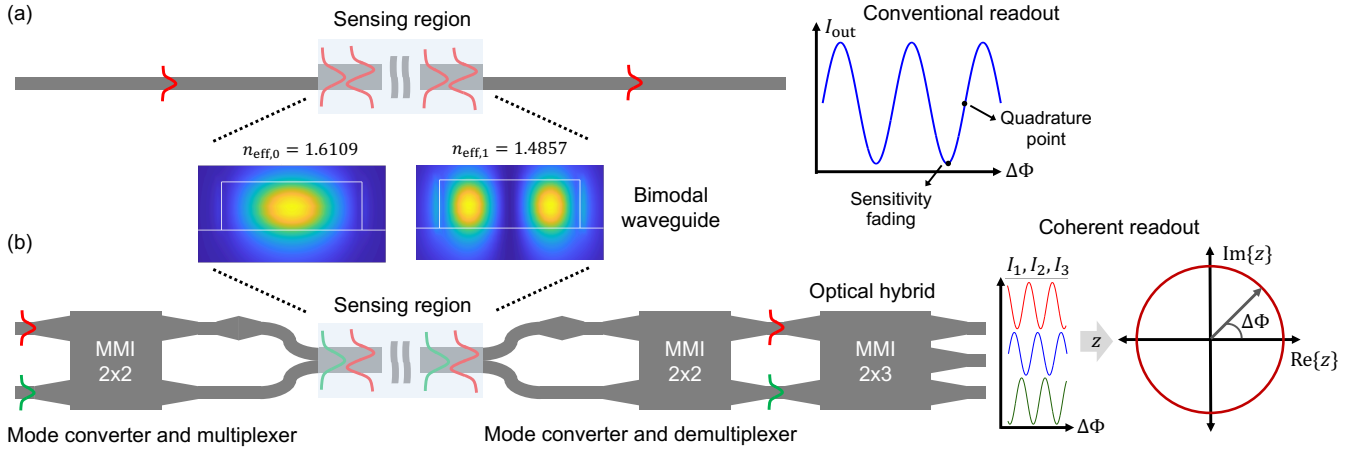 (a)
Sensing region
Conventional readout
I_out
Quadrature
point
ΔΦ
Sensitivity
fading
n_eff,0 = 1.6109
n_eff,1 = 1.4857
Bimodal
waveguide
(b)
Sensing region
Optical hybrid
Coherent readout
I_1, I_2, I_3
Im{z}
MMI
2x2
MMI
2x2
MMI
2x3
z
ΔΦ
Re{z}
ΔΦ
Mode converter and multiplexer
Mode converter and demultiplexer